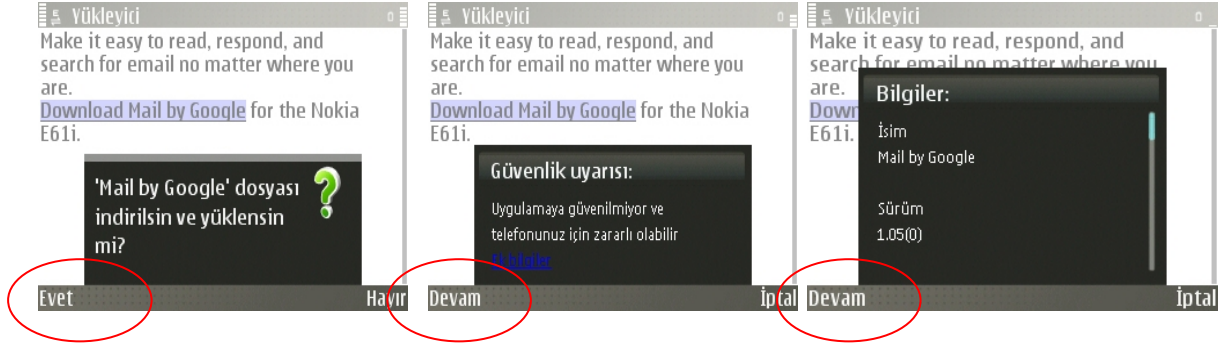 Yükleyici
Make it easy to read, respond, and
search for email no matter where you
are.
Download Mail by Google for the Nokia
E61i.
'Mail by Google' dosyası
indirilsin ve yüklensin
mi?
Evet
Hayır
Yükleyici
Make it easy to read, respond, and
search for email no matter where you
are.
Download Mail by Google for the Nokia
E61i.
Güvenlik uyarısı:
Uygulamaya güvenilmiyor ve
telefonunuz için zararlı olabilir
Ek bilgiler
Devam
İptal
Yükleyici
Make it easy to read, respond, and
search for email no matter where you
are.
Down
E61i.
Bilgiler:
İsim
Mail by Google
Sürüm
1.05(0)
Devam
İptal